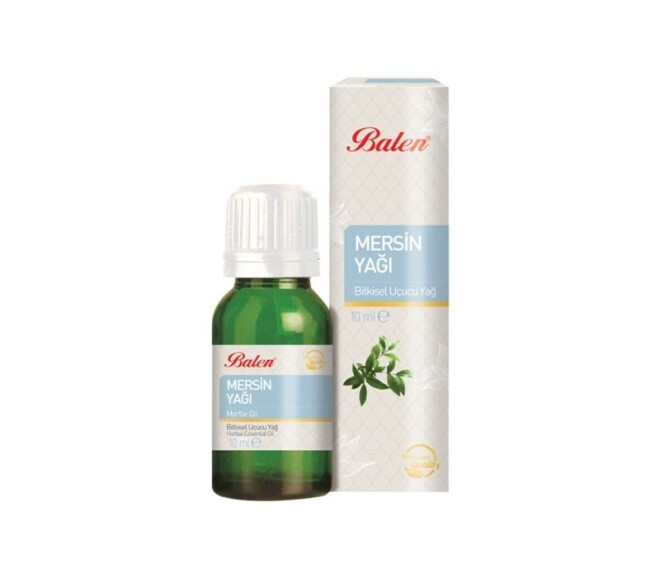 Balen®
MERSİN
YAĞI
Bitkisel Uçucu Yağ
10 ml ℮
Quality
Balen®
MERSİN
YAĞI
Myrtle Oil
Bitkisel Uçucu Yağ
Herbal Essential Oil
10 ml ℮